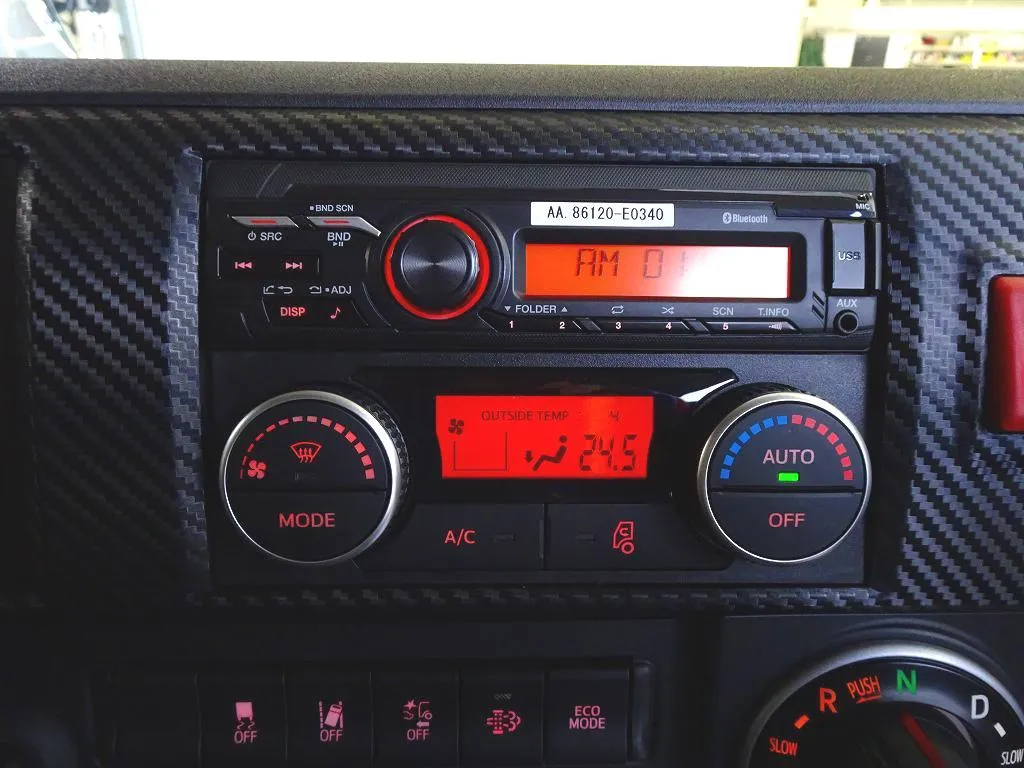 BND SCN
AA. 86120-E0340
Bluetooth
MIC
SRC
BND
AM 01
USB
ADJ
DISP
FOLDER
SCN
T.INFO
AUX
1 2 3 4 5
OUTSIDE TEMP 4
24.5
AUTO
MODE
OFF
A/C
OFF
OFF
OFF
ECO
MODE
R
PUSH
N
D
SLOW
SLOW